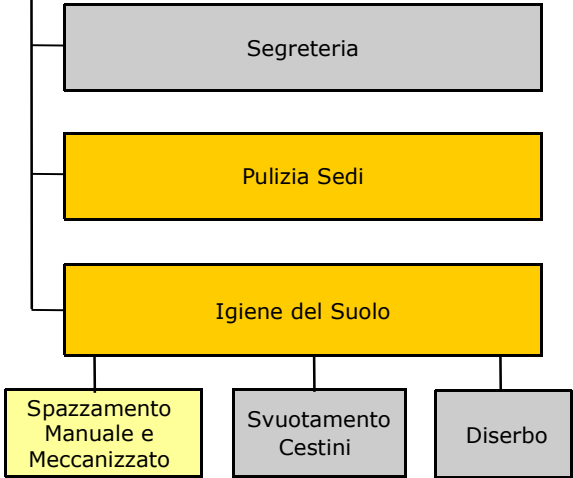 Segreteria
Pulizia Sedi
Igiene del Suolo
Spazzamento
Manuale e
Meccanizzato
Svuotamento
Cestini
Diserbo